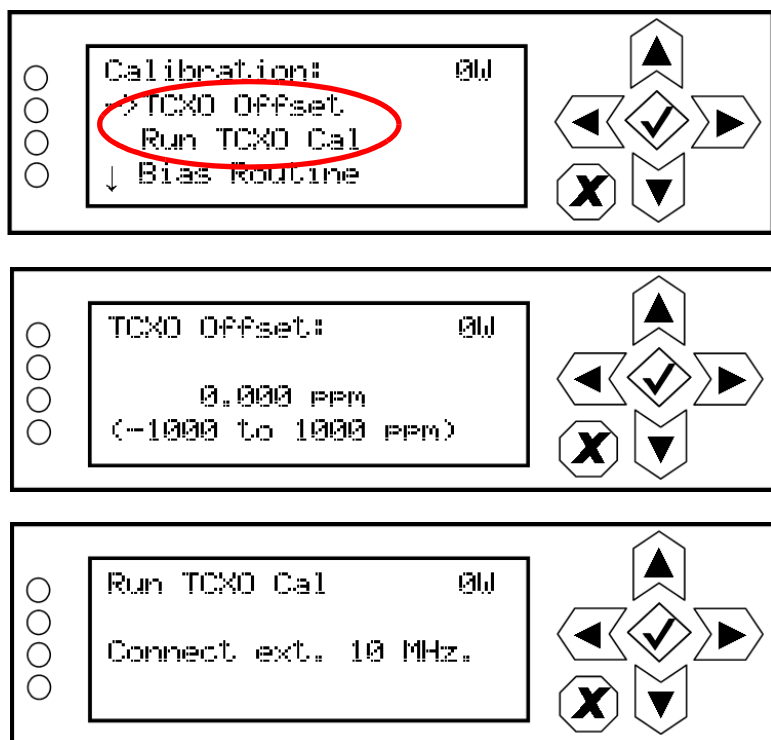 Calibration: 0W
->TCXO Offset
Run TCXO Cal
↓ Bias Routine
X
TCXO Offset: 0W
0.000 ppm
(-1000 to 1000 ppm)
X
Run TCXO Cal 0W
Connect ext. 10 MHz.
X